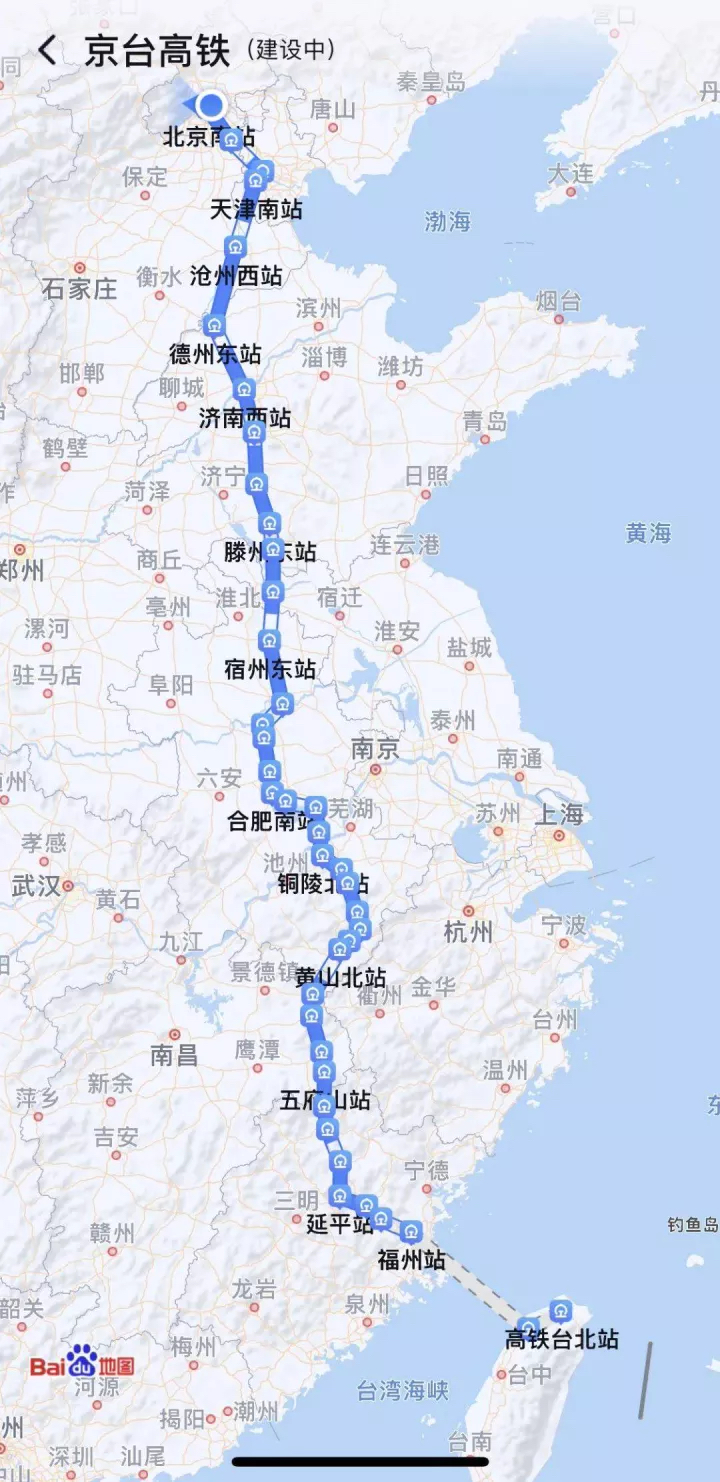 京台高铁（建设中）
营口
秦皇岛
唐山
北京南站
保定
大连
天津南站
渤海
沧州西站
衡水
石家庄
滨州
烟台
德州东站
淄博
潍坊
邯郸
聊城
济南西站
青岛
鹤壁
济宁
日照
菏泽
滕州东站
连云港
黄海
郑州
商丘
淮北
宿迁
亳州
漯河
淮安
盐城
宿州东站
驻马店
阜阳
泰州
南京
南通
六安
芜湖
苏州
上海
合肥南站
孝感
池州
铜陵北站
武汉
黄石
杭州
宁波
九江
景德镇
黄山北站
衢州
金华
台州
南昌
鹰潭
温州
新余
萍乡
五府山站
吉安
宁德
三明
延平站
钓鱼岛
福州站
赣州
龙岩
泉州
韶关
高铁台北站
梅州
Bai du 地图
台中
河源
台湾海峡
揭阳
潮州
台南
深圳
汕尾